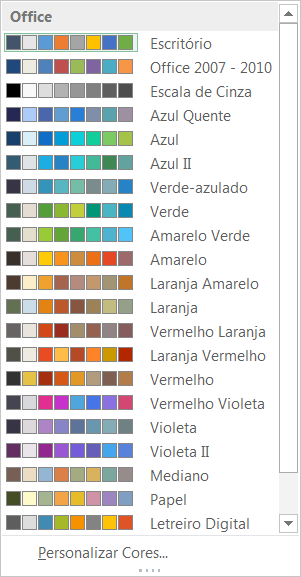 Office
Escritório
Office 2007 - 2010
Escala de Cinza
Azul Quente
Azul
Azul II
Verde-azulado
Verde
Amarelo Verde
Amarelo
Laranja Amarelo
Laranja
Vermelho Laranja
Laranja Vermelho
Vermelho
Vermelho Violeta
Violeta
Violeta II
Mediano
Papel
Letreiro Digital
Personalizar Cores...